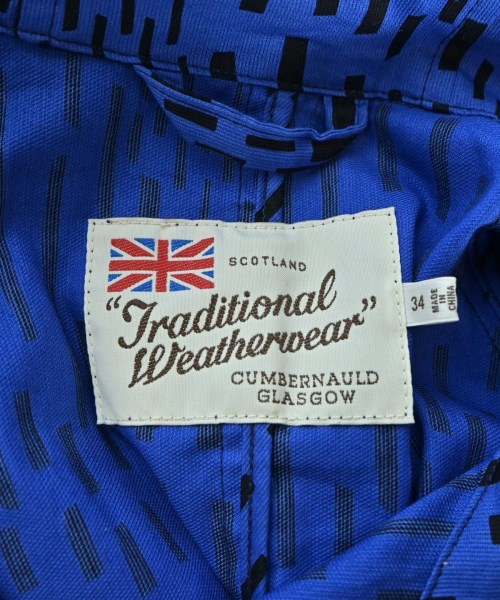 SCOTLAND
"Traditional
Weatherwear"
CUMBERNAULD
GLASGOW
34
MADE
IN
CHINA